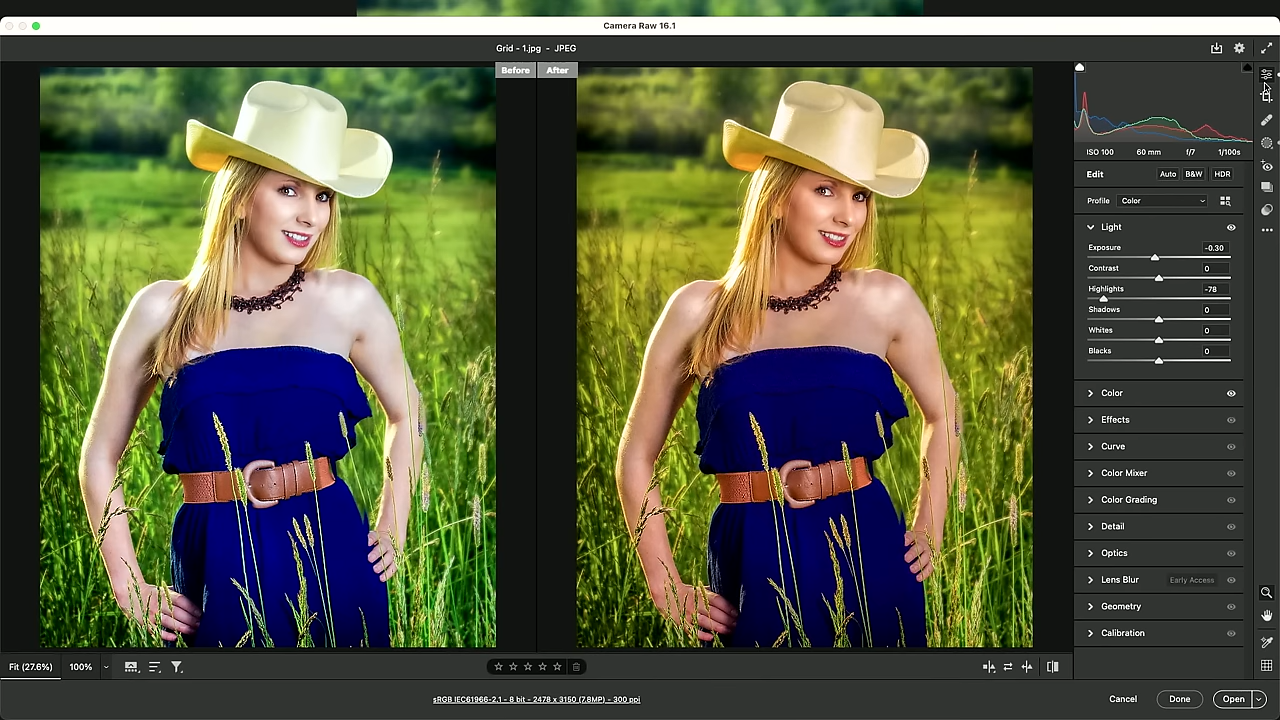 Camera Raw 16.1
Grid - 1.jpg - JPEG
Before
After
ISO 100 60 mm f/7 1/100s
Edit Auto B&W HDR
Profile Color
Light
Exposure -0.30
Contrast 0
Highlights -78
Shadows 0
Whites 0
Blacks 0
Color
Effects
Curve
Color Mixer
Color Grading
Detail
Optics
Lens Blur Early Access
Geometry
Calibration
Fit (27.6%) 100%
sRGB IEC61966-2.1 - 8 bit - 2478 x 3150 (7.8MP) - 300 ppi
Cancel Done Open